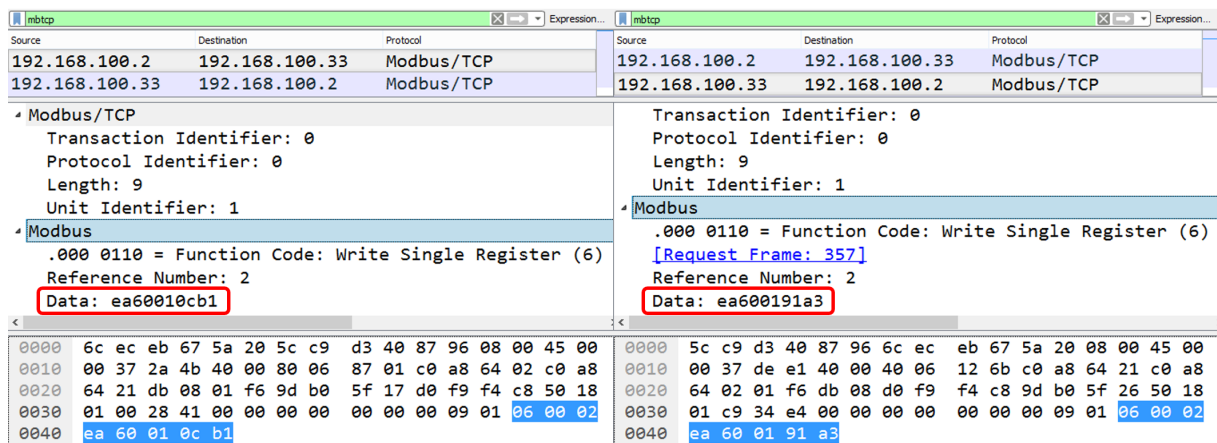 mbtcp Expression...
Source Destination Protocol
192.168.100.2 192.168.100.33 Modbus/TCP
192.168.100.33 192.168.100.2 Modbus/TCP
Modbus/TCP
Transaction Identifier: 0
Protocol Identifier: 0
Length: 9
Unit Identifier: 1
Modbus
.000 0110 = Function Code: Write Single Register (6)
Reference Number: 2
Data: ea60010cb1
0000 6c ec eb 67 5a 20 5c c9 d3 40 87 96 08 00 45 00
0010 00 37 2a 4b 40 00 80 06 87 01 c0 a8 64 02 c0 a8
0020 64 21 db 08 01 f6 9d b0 5f 17 d0 f9 f4 c8 50 18
0030 01 00 28 41 00 00 00 00 00 00 00 09 01 06 00 02
0040 ea 60 01 0c b1
mbtcp Expression...
Source Destination Protocol
192.168.100.2 192.168.100.33 Modbus/TCP
192.168.100.33 192.168.100.2 Modbus/TCP
Transaction Identifier: 0
Protocol Identifier: 0
Length: 9
Unit Identifier: 1
Modbus
.000 0110 = Function Code: Write Single Register (6)
[Request Frame: 357]
Reference Number: 2
Data: ea600191a3
0000 5c c9 d3 40 87 96 6c ec eb 67 5a 20 08 00 45 00
0010 00 37 de e1 40 00 40 06 12 6b c0 a8 64 21 c0 a8
0020 64 02 01 f6 db 08 d0 f9 f4 c8 9d b0 5f 26 50 18
0030 01 c9 34 e4 00 00 00 00 00 00 00 09 01 06 00 02
0040 ea 60 01 91 a3